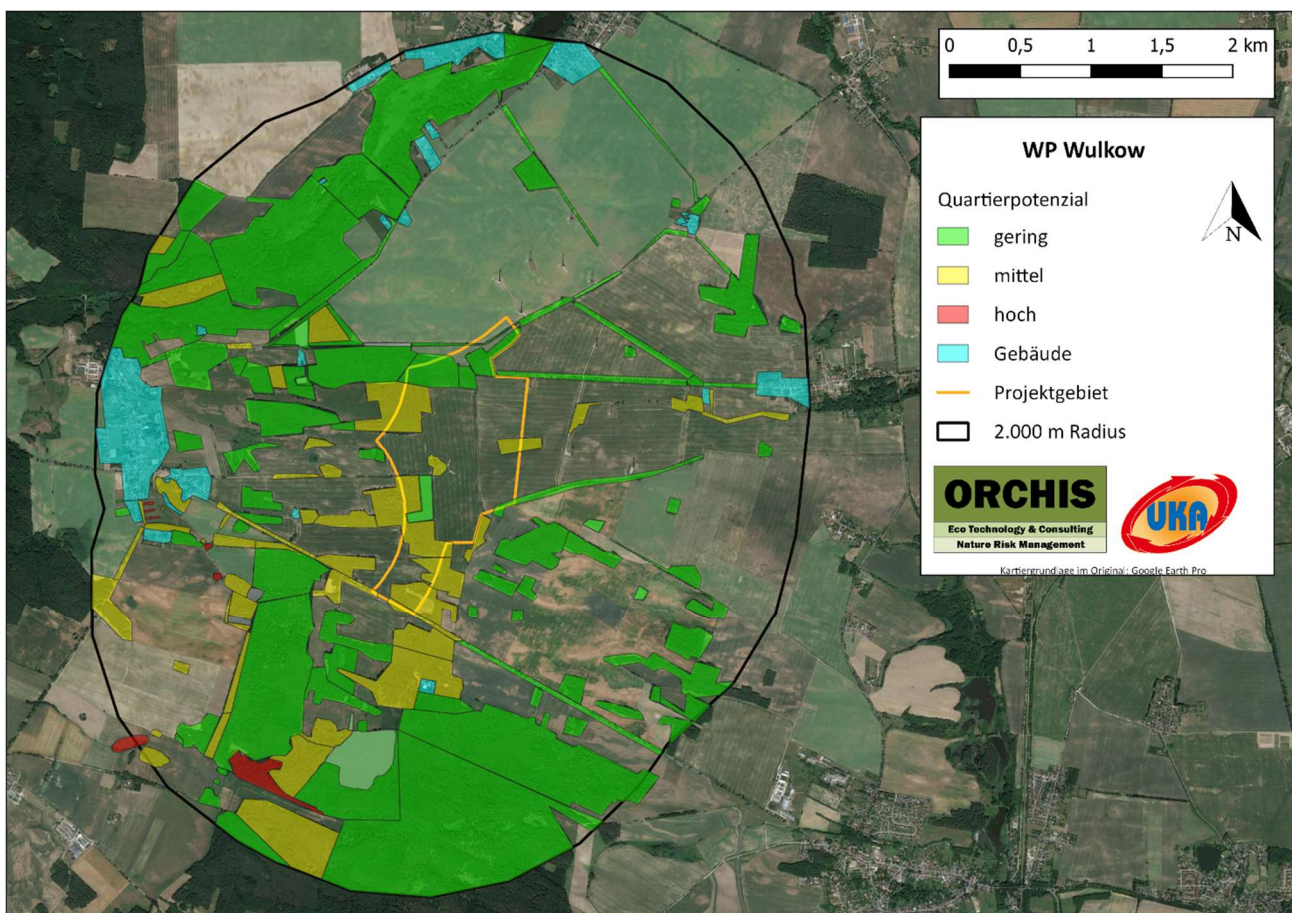 0 0,5 1 1,5 2 km
WP Wulkow
Quartierpotenzial
gering
mittel
hoch
Gebäude
Projektgebiet
2.000 m Radius
N
ORCHIS
Eco Technology & Consulting
Nature Risk Management
UKA
Kartiergrundlage im Original: Google Earth Pro